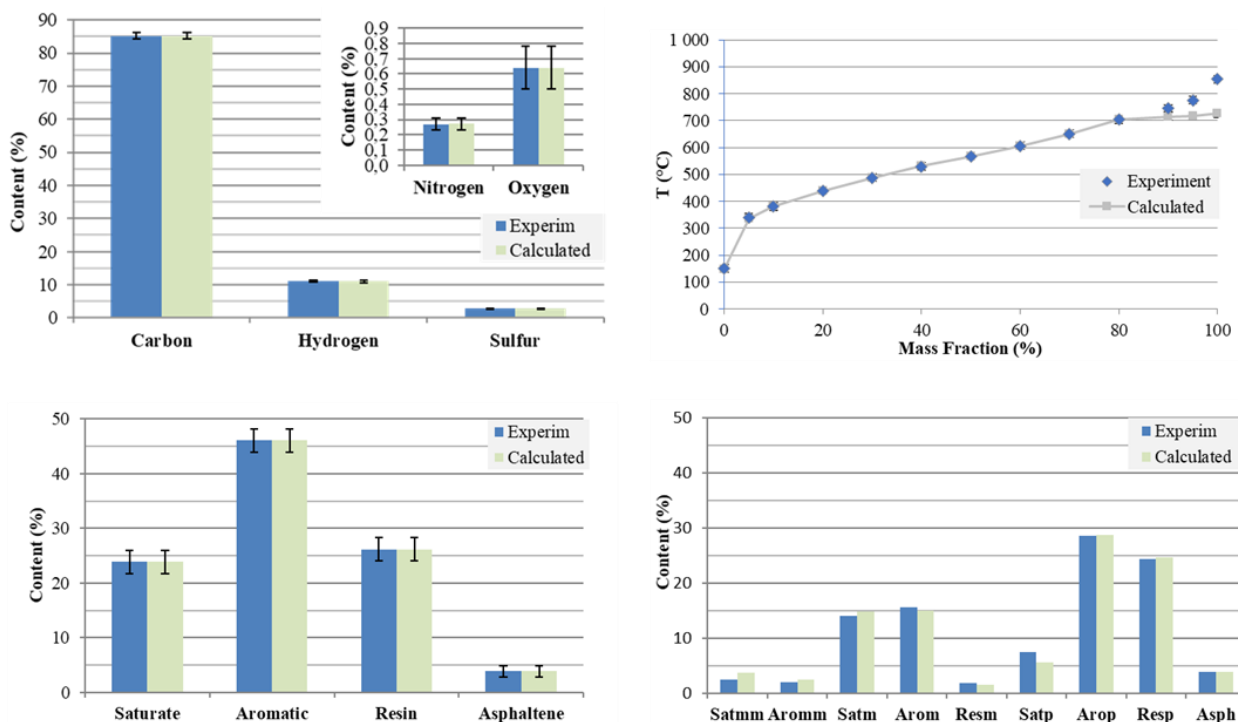 90
80
70
60
50
40
30
20
10
0
Content (%)
Carbon Hydrogen Sulfur
0,9
0,8
0,7
0,6
0,5
0,4
0,3
0,2
0,1
0,0
Content (%)
Nitrogen Oxygen
Experim
Calculated
1 000
900
800
700
600
500
400
300
200
100
0
T (°C)
Experiment
Calculated
0 20 40 60 80 100
Mass Fraction (%)
50
40
30
20
10
0
Content (%)
Experim
Calculated
Saturate Aromatic Resin Asphaltene
50
40
30
20
10
0
Content (%)
Experim
Calculated
Satmm Aromm Satm Arom Resm Satp Arop Resp Asph